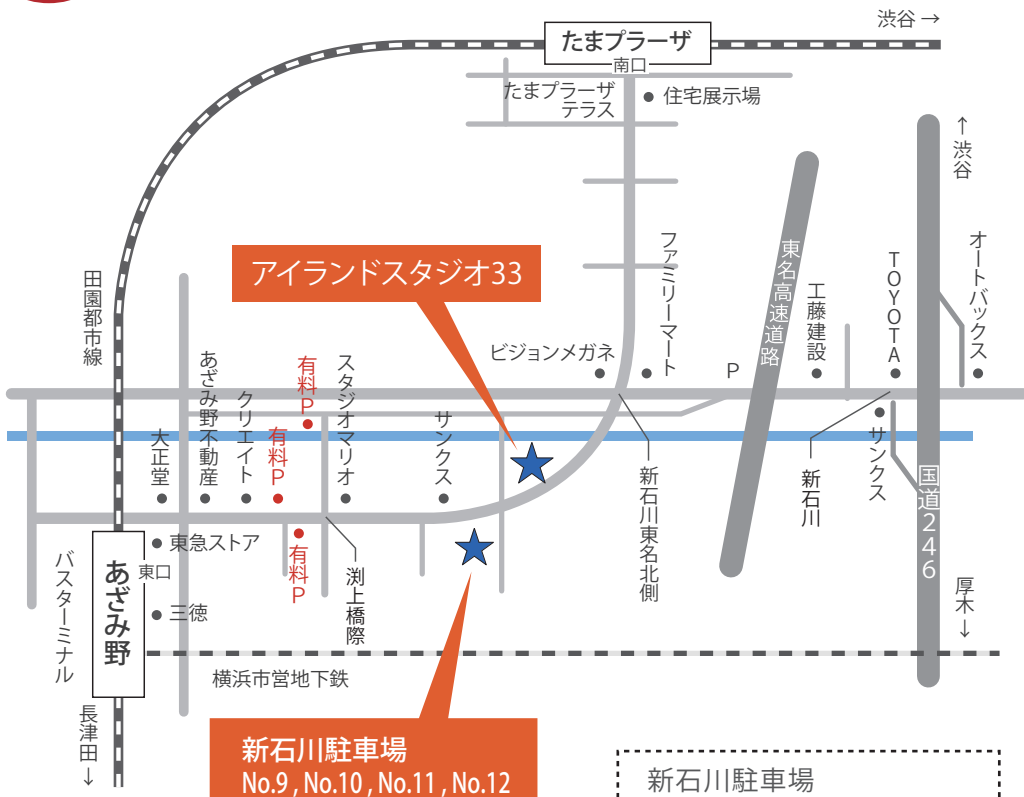 渋谷 →
たまプラーザ
南口
たまプラーザ
テラス
住宅展示場
↑渋谷
田園都市線
アイランドスタジオ33
ファミリーマート
東名高速道路
工藤建設
TOYOTA
オートバックス
ビジョンメガネ
P
あざみ野不動産
クリエイト
有料P
スタジオマリオ
大正堂
有料P
サンクス
サンクス
新石川東名北側
新石川
国道246
東急ストア
東口
有料P
渕上橋際
バスターミナル
あざみ野
三徳
厚木↓
横浜市営地下鉄
長津田↓
新石川駐車場
No.9 , No.10 , No.11 , No.12
新石川駐車場